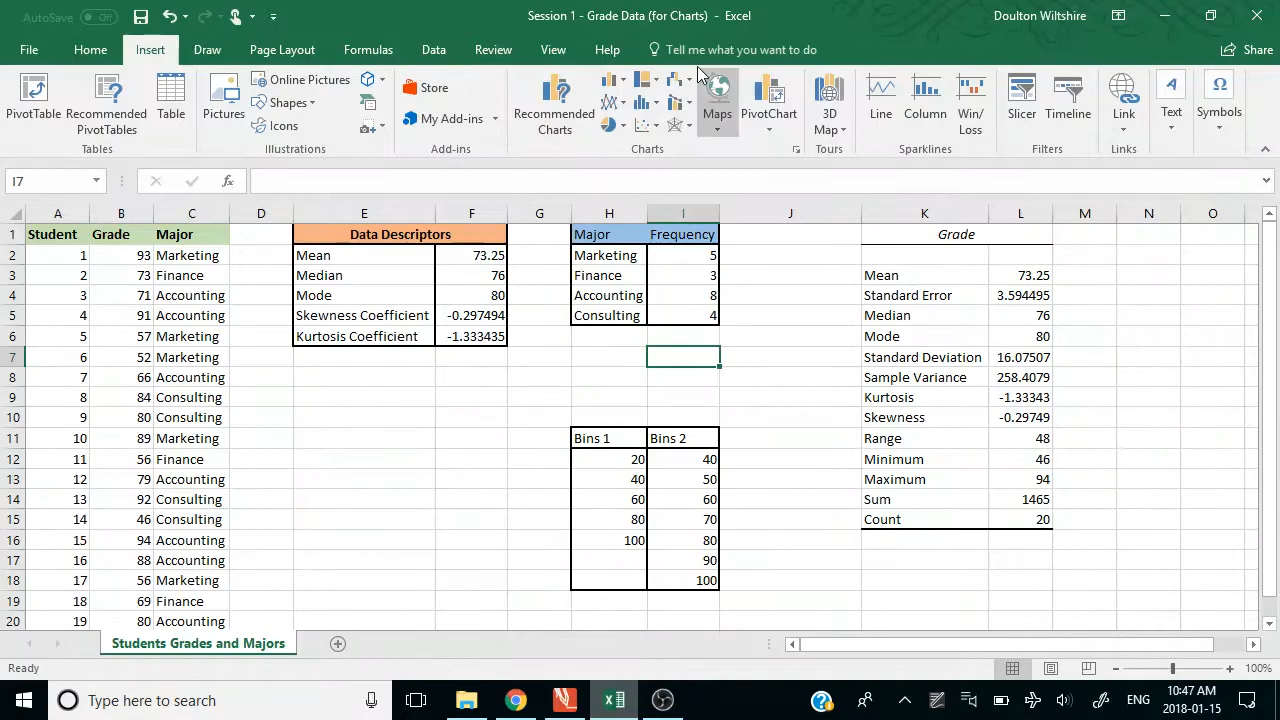 AutoSave Off
Session 1 - Grade Data (for Charts) - Excel
Doulton Wiltshire
File Home Insert Draw Page Layout Formulas Data Review View Help Tell me what you want to do Share
PivotTable
Recommended PivotTables
Table
Tables
Pictures
Online Pictures
Shapes
Icons
Illustrations
Store
My Add-ins
Add-ins
Recommended Charts
Charts
Maps
PivotChart
3D Map
Tours
Line
Column
Win/ Loss
Sparklines
Slicer
Timeline
Filters
Link
Links
Text
Symbols
I7 fx
A B C D E F G H I J K L M N O
1 Student Grade Major Data Descriptors Major Frequency Grade
2 1 93 Marketing Mean 73.25 Marketing 5
3 2 73 Finance Median 76 Finance 3 Mean 73.25
4 3 71 Accounting Mode 80 Accounting 8 Standard Error 3.594495
5 4 91 Accounting Skewness Coefficient -0.297494 Consulting 4 Median 76
6 5 57 Marketing Kurtosis Coefficient -1.333435 Mode 80
7 6 52 Marketing Standard Deviation 16.07507
8 7 66 Accounting Sample Variance 258.4079
9 8 84 Consulting Kurtosis -1.33343
10 9 80 Consulting Skewness -0.29749
11 10 89 Marketing Bins 1 Bins 2 Range 48
12 11 56 Finance 20 40 Minimum 46
13 12 79 Accounting 40 50 Maximum 94
14 13 92 Consulting 60 60 Sum 1465
15 14 46 Consulting 80 70 Count 20
16 15 94 Accounting 100 80
17 16 88 Accounting 90
18 17 56 Marketing 100
19 18 69 Finance
20 19 80 Accounting
Students Grades and Majors
Ready
100%
Type here to search
ENG
10:47 AM
2018-01-15